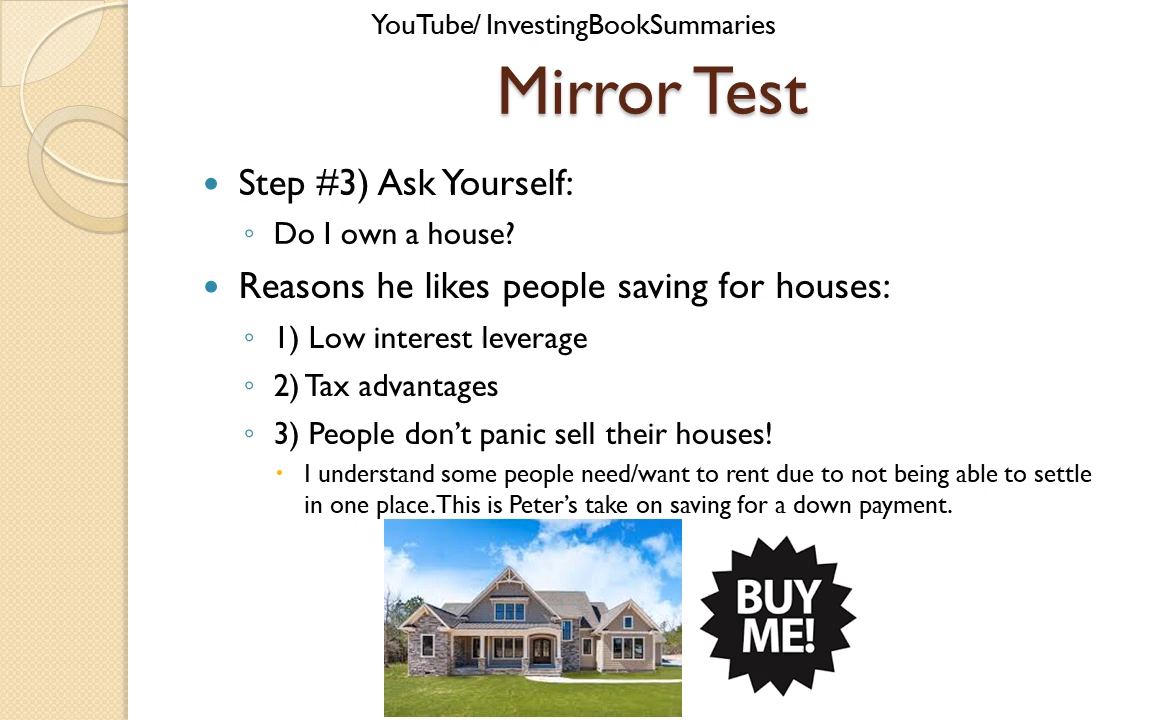 YouTube/ InvestingBookSummaries
Mirror Test
Step #3) Ask Yourself:
Do I own a house?
Reasons he likes people saving for houses:
1) Low interest leverage
2) Tax advantages
3) People don't panic sell their houses!
I understand some people need/want to rent due to not being able to settle
in one place. This is Peter's take on saving for a down payment.
BUY
ME!